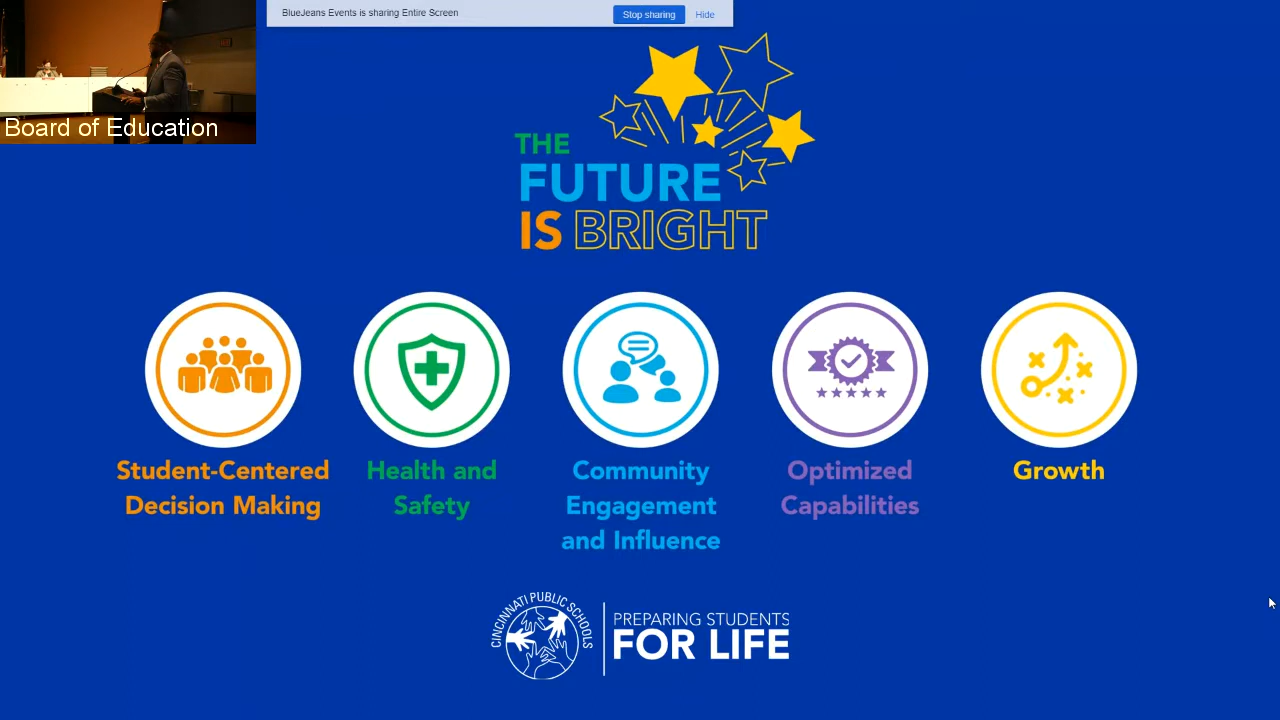 BlueJeans Events is sharing Entire Screen
Stop sharing
Hide
Board of Education
THE
FUTURE
IS BRIGHT
Student-Centered
Decision Making
Health and
Safety
Community
Engagement
and Influence
Optimized
Capabilities
Growth
CINCINNATI PUBLIC SCHOOLS
PREPARING STUDENTS
FOR LIFE